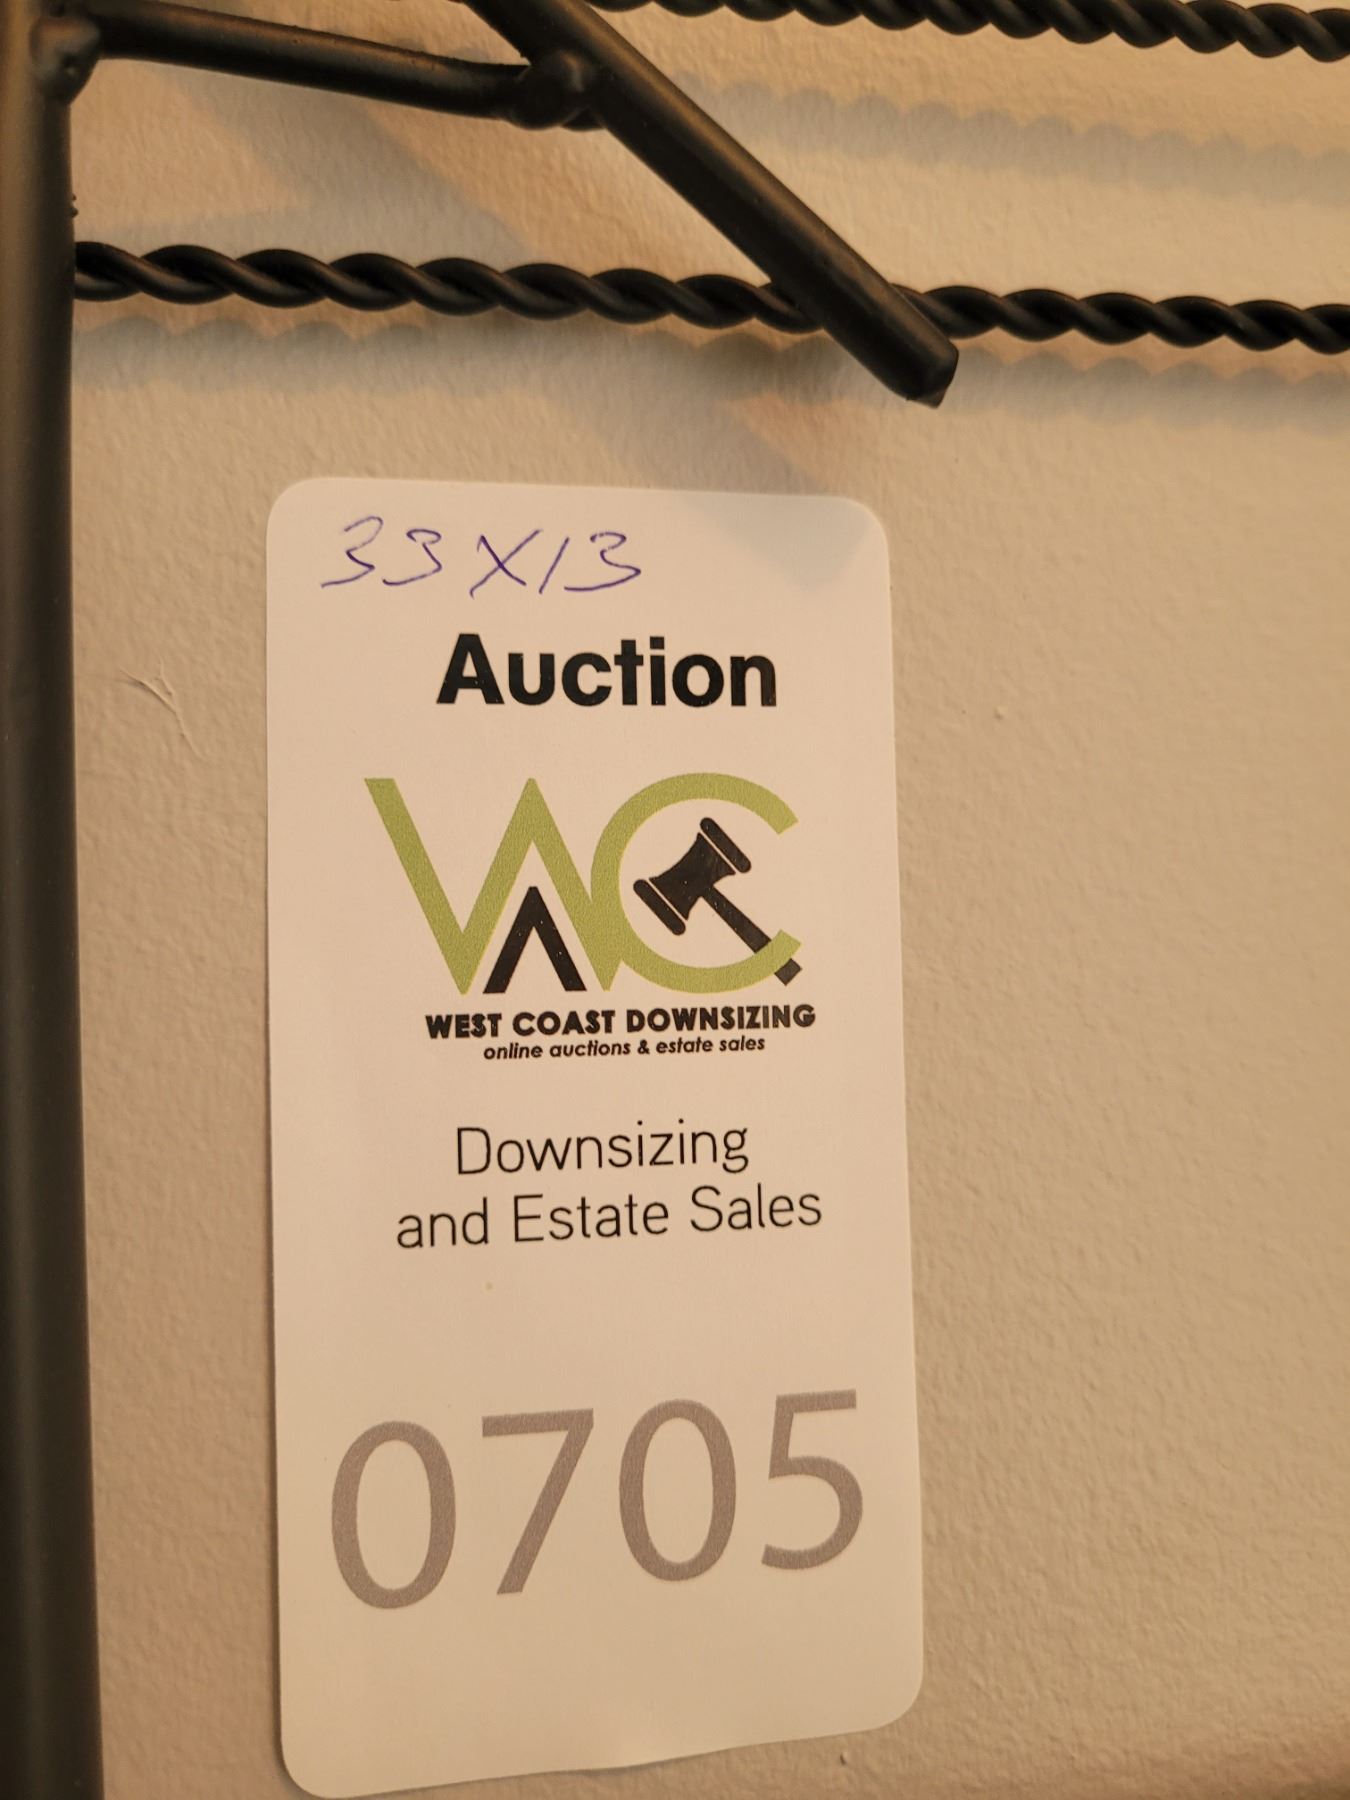 33 X 13
Auction
WC
WEST COAST DOWNSIZING
online auctions & estate sales
Downsizing
and Estate Sales
0705